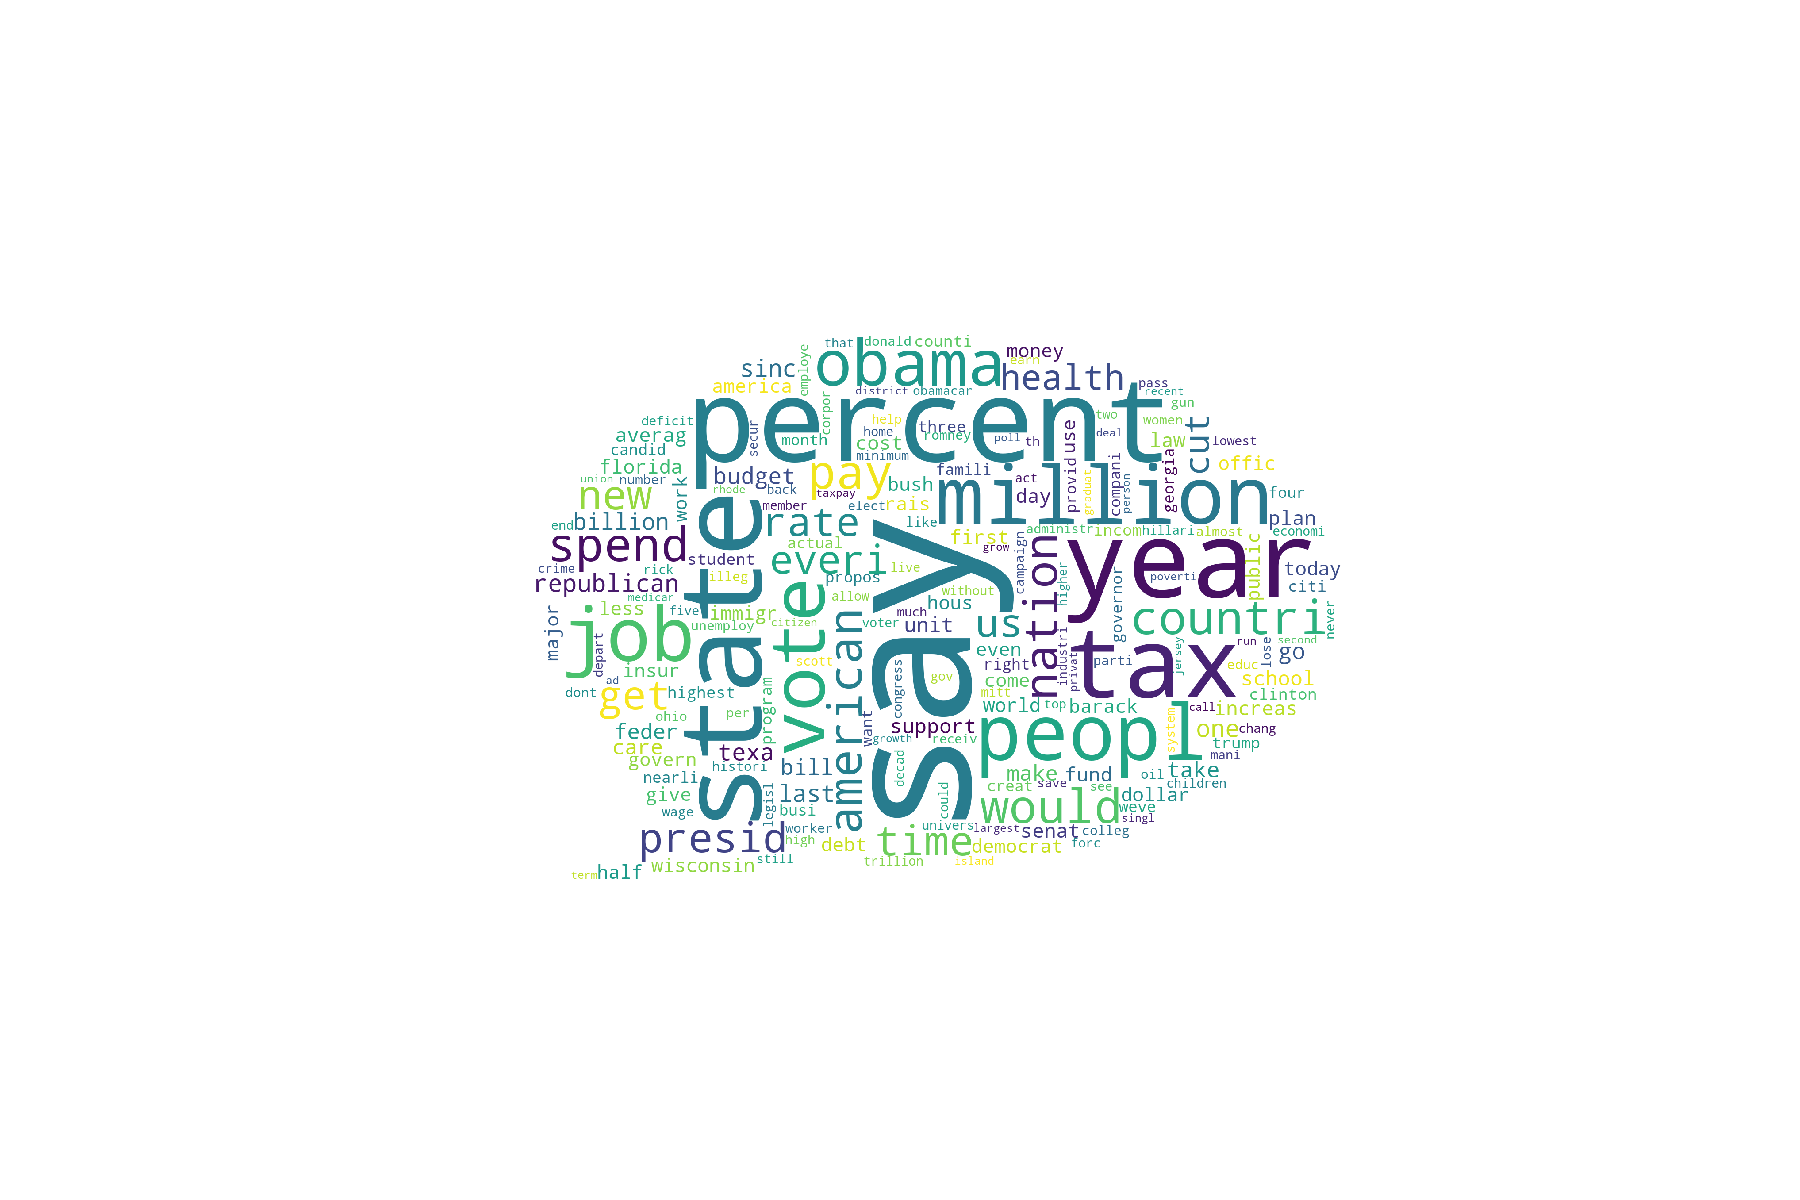 that donald counti
obama
money
earn
sinc
employe
health
america
district obamacar
pass
recent
percent
corpor
gun
deficit
help
two
women
cut
averag
secur
home
three
romney
poll
th
deal
use
law
lowest
candid
month
cost
minimum
florida
union number
work
budget
back
pay
famili
act
provid
graduat
compani
person
georgia
offic
new
rhode
taxpay
bush
million
day
four
member
elect
rais
end
billion
state
rate
like
administr
incom
hillari
almost
plan
economi
spend
student
actual
say
first
grow
campaign
nation
year
public
crime
rick
everi
republican
illeg
propos
live
without
higher
governor
poverti
today
citi
medicar
job
less
five
immigr
vote
allow
hous
much
us
countri
never
major
unemploy
citizen
american
voter
unit
depart
insur
even
industri
tax
jersey
run
second
lose
go
scott
congress
right
privat
parti
educ
ad
gov
come
school
dont
get
highest
mitt
clinton
ohio
per
program
want
support
world
top
barack
call
increas
feder
texa
growth
receiv
peopl
system
one
chang
care
trump
govern
histori
bill
decad
mani
nearli
make
fund
oil
take
give
legisl
last
could
creat
save
see
children
dollar
wage
busi
would
weve
singl
presid
worker
univers
largest
senat
colleg
high
debt
time
democrat
forc
wisconsin
still
trillion
island
term
half